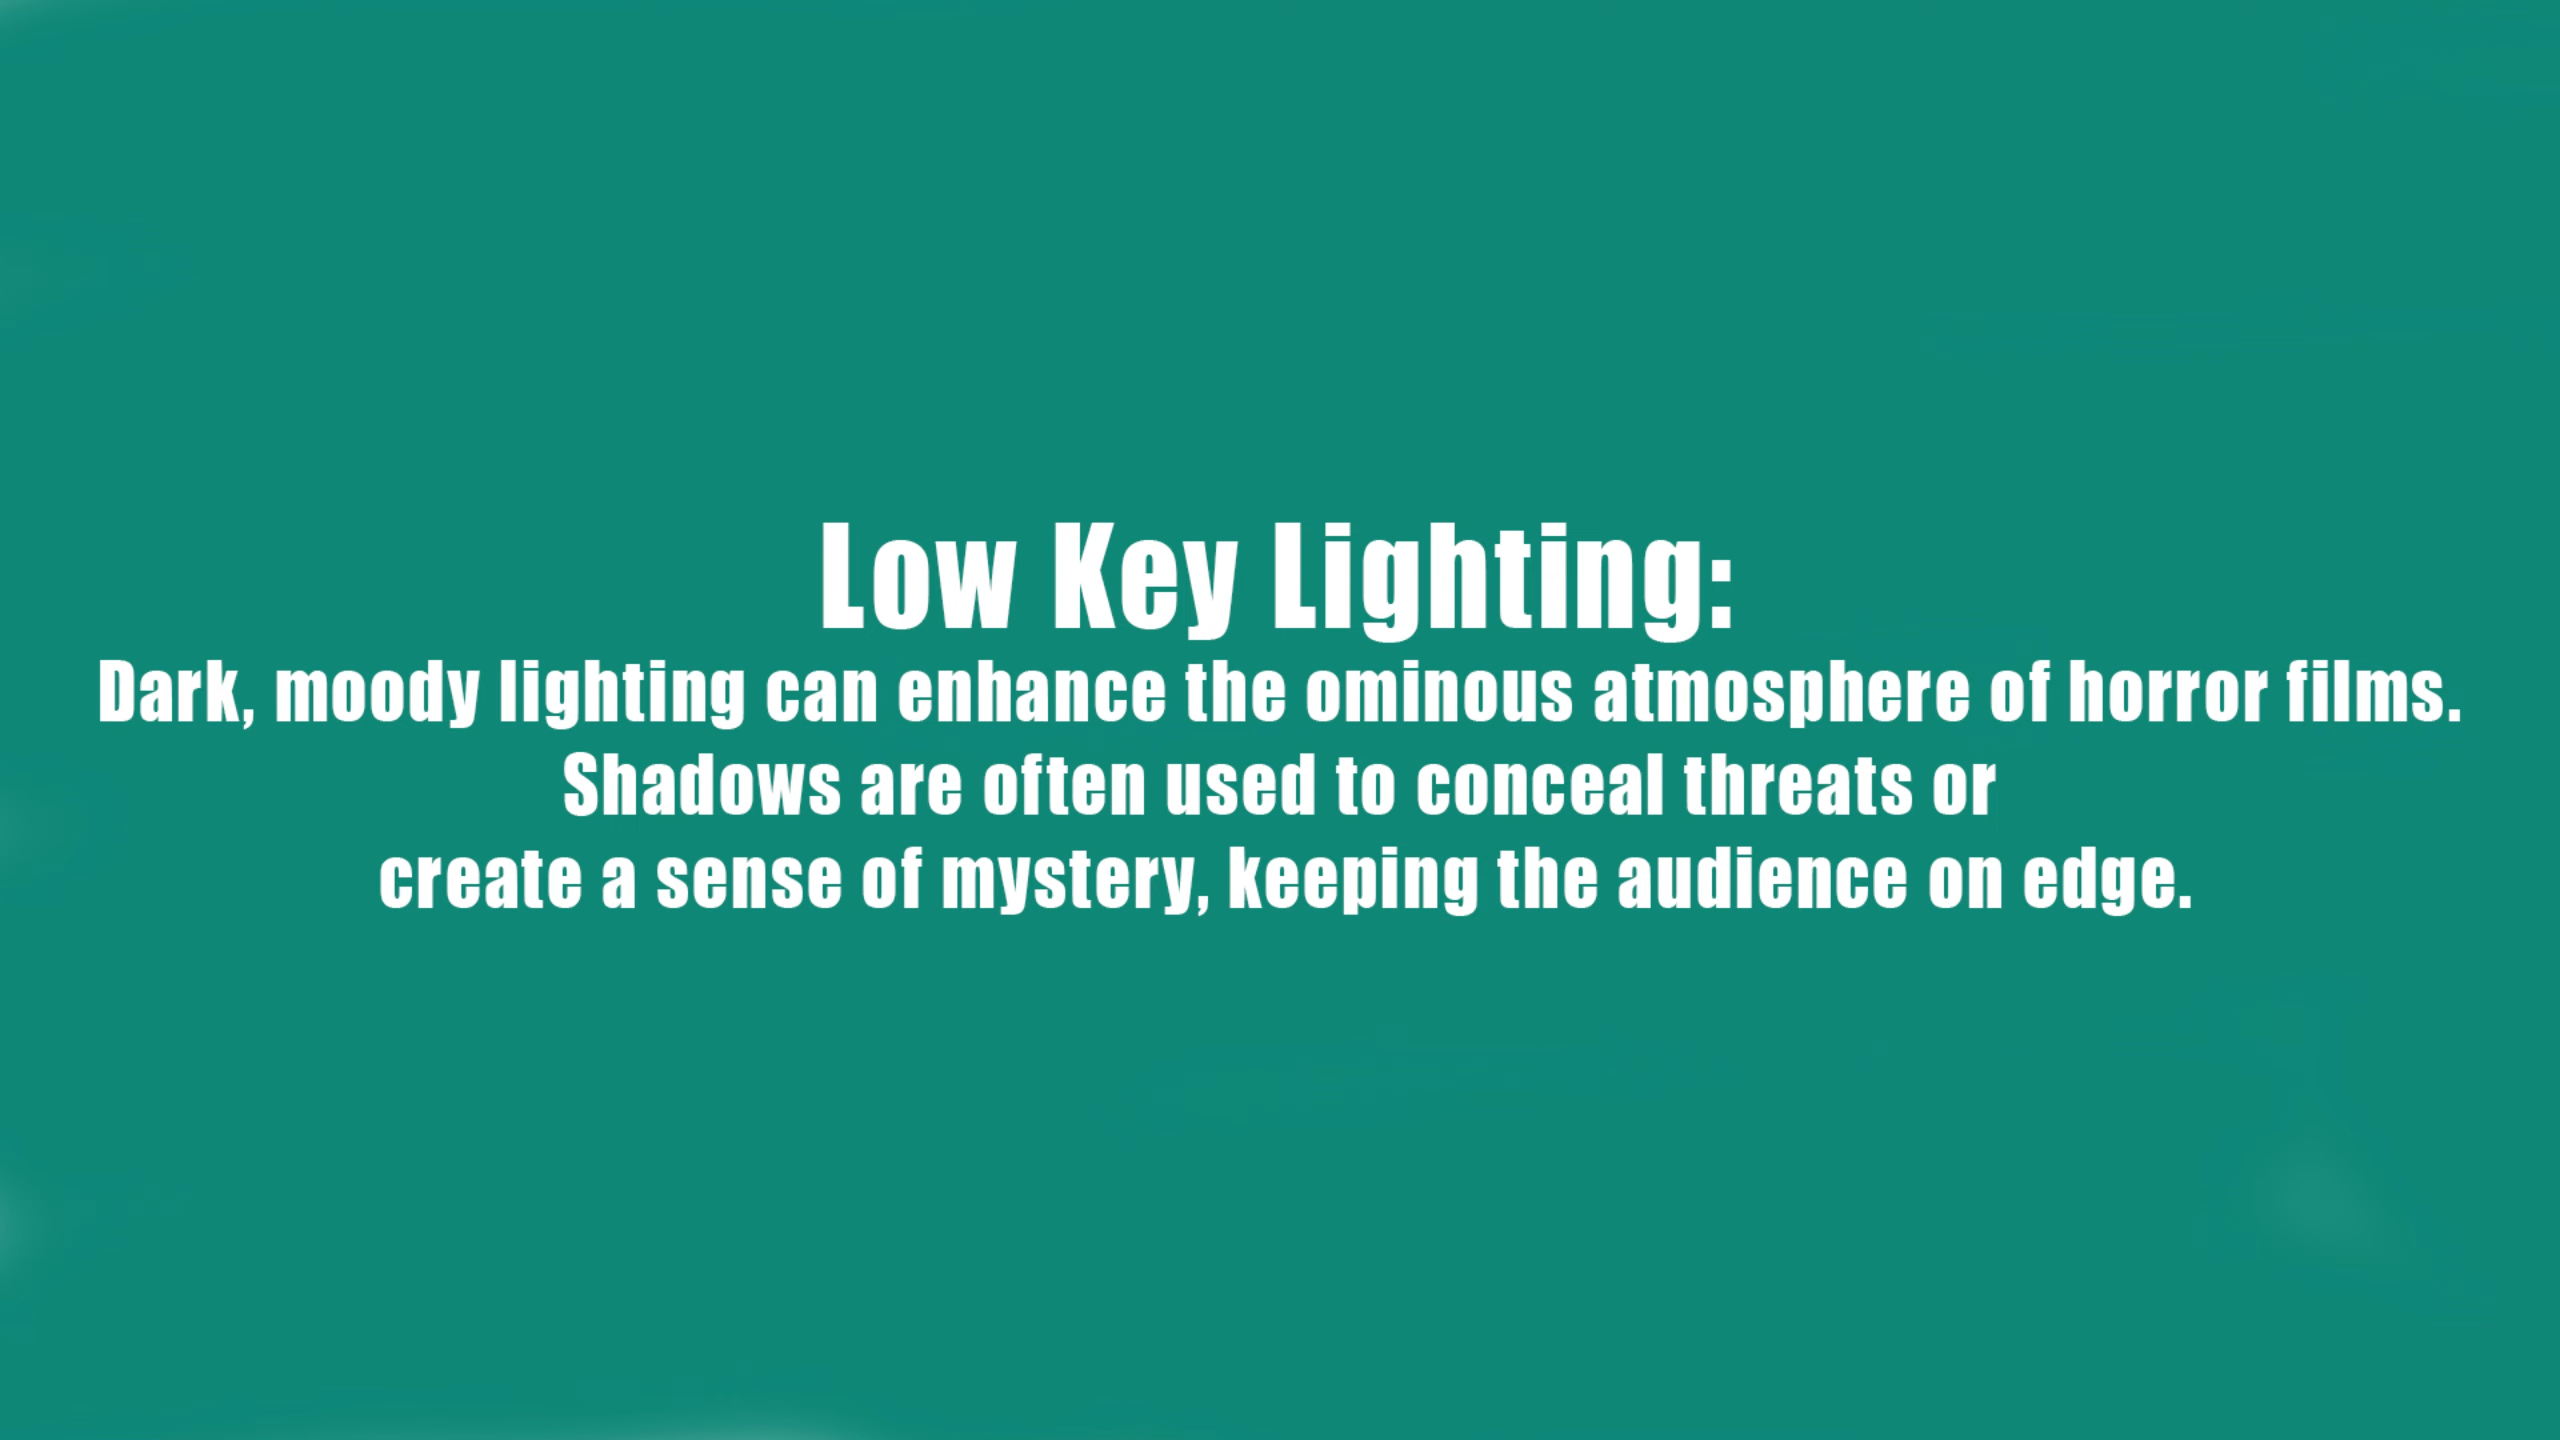 Low Key Lighting:
Dark, moody lighting can enhance the ominous atmosphere of horror films.
Shadows are often used to conceal threats or
create a sense of mystery, keeping the audience on edge.